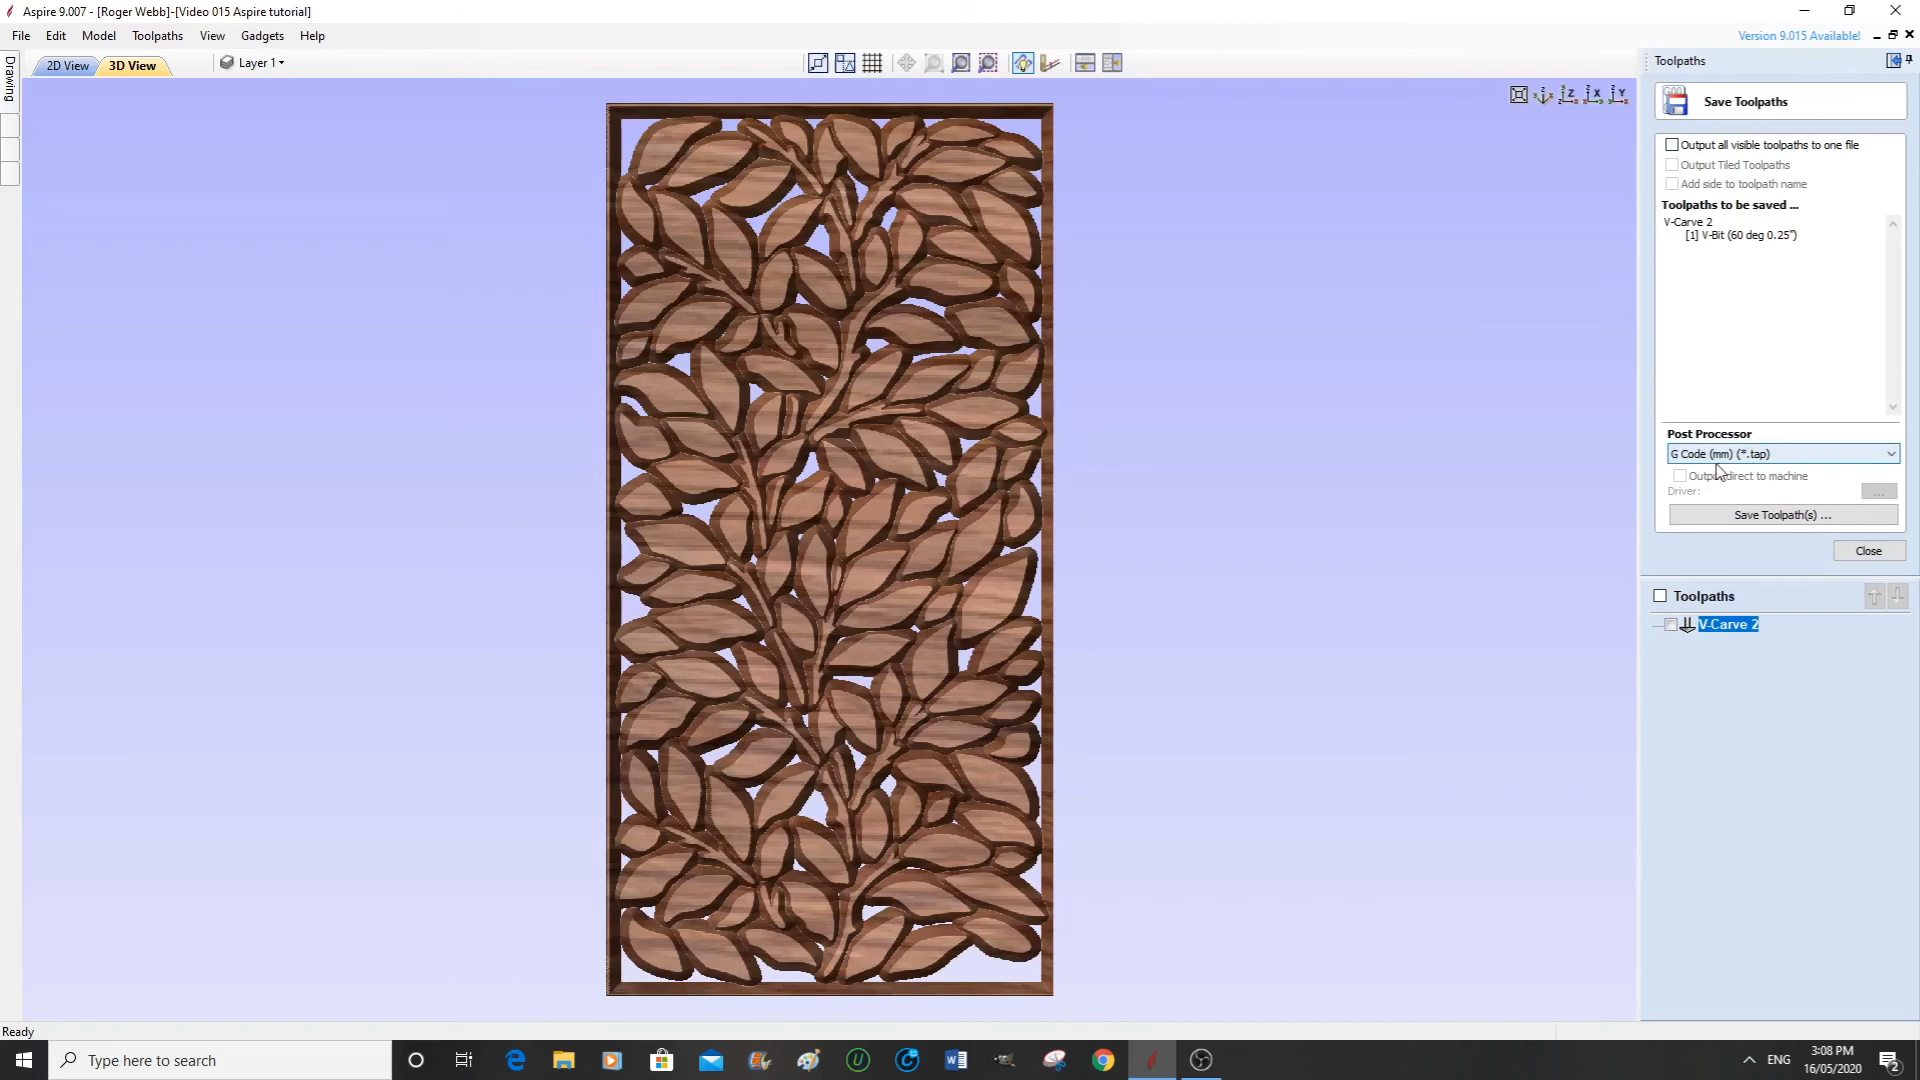 Aspire 9.007 - [Roger Webb]-[Video 015 Aspire tutorial]
File Edit Model Toolpaths View Gadgets Help
Version 9.015 Available!
Drawing
2D View 3D View Layer 1
Toolpaths
Save Toolpaths
Output all visible toolpaths to one file
Output Tiled Toolpaths
Add side to toolpath name
Toolpaths to be saved ...
V-Carve 2
[1] V-Bit (60 deg 0.25")
Post Processor
G Code (mm) (*.tap)
Output direct to machine
Driver:
...
Save Toolpath(s) ...
Close
Toolpaths
V-Carve 2
Ready
Type here to search
ENG
3:08 PM
16/05/2020
2